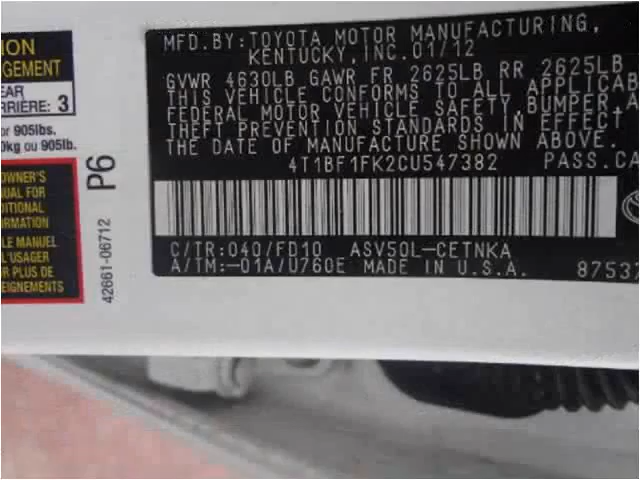 ION
GEMENT
EAR
RRIÈRE: 3
or 905lbs.
0kg ou 905lb.
OWNER'S
NUAL FOR
DITIONAL
RMATION
LE MANUEL
L'USAGER
R PLUS DE
EIGNEMENTS
P6
42661-06712
MFD.BY:TOYOTA MOTOR MANUFACTURING,
KENTUCKY,INC.01/12
GVWR 4630LB GAWR FR 2625LB RR 2625LB
THIS VEHICLE CONFORMS TO ALL APPLICAB
FEDERAL MOTOR VEHICLE SAFETY, BUMPER,A
THEFT PREVENTION STANDARDS IN EFFECT
THE DATE OF MANUFACTURE SHOWN ABOVE.
4T1BF1FK2CU547382 PASS.CA
C/TR:040/FD10 ASV50L-CETNKA
A/TM:-01A/U760E MADE IN U.S.A. 8753